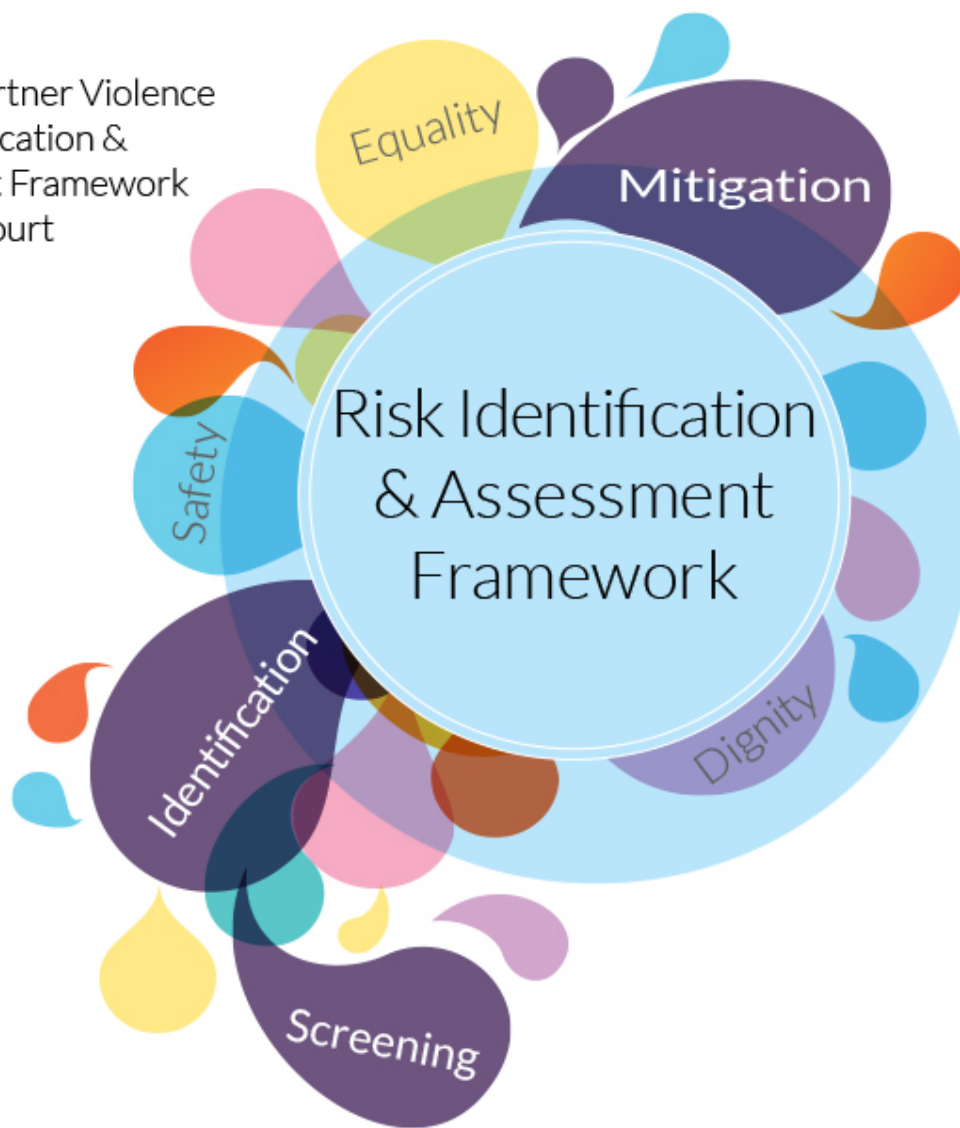 rtner Violence
cation &
t Framework
ourt
Equality
Mitigation
Safety
Risk Identification
& Assessment
Framework
Identification
Dignity
Screening